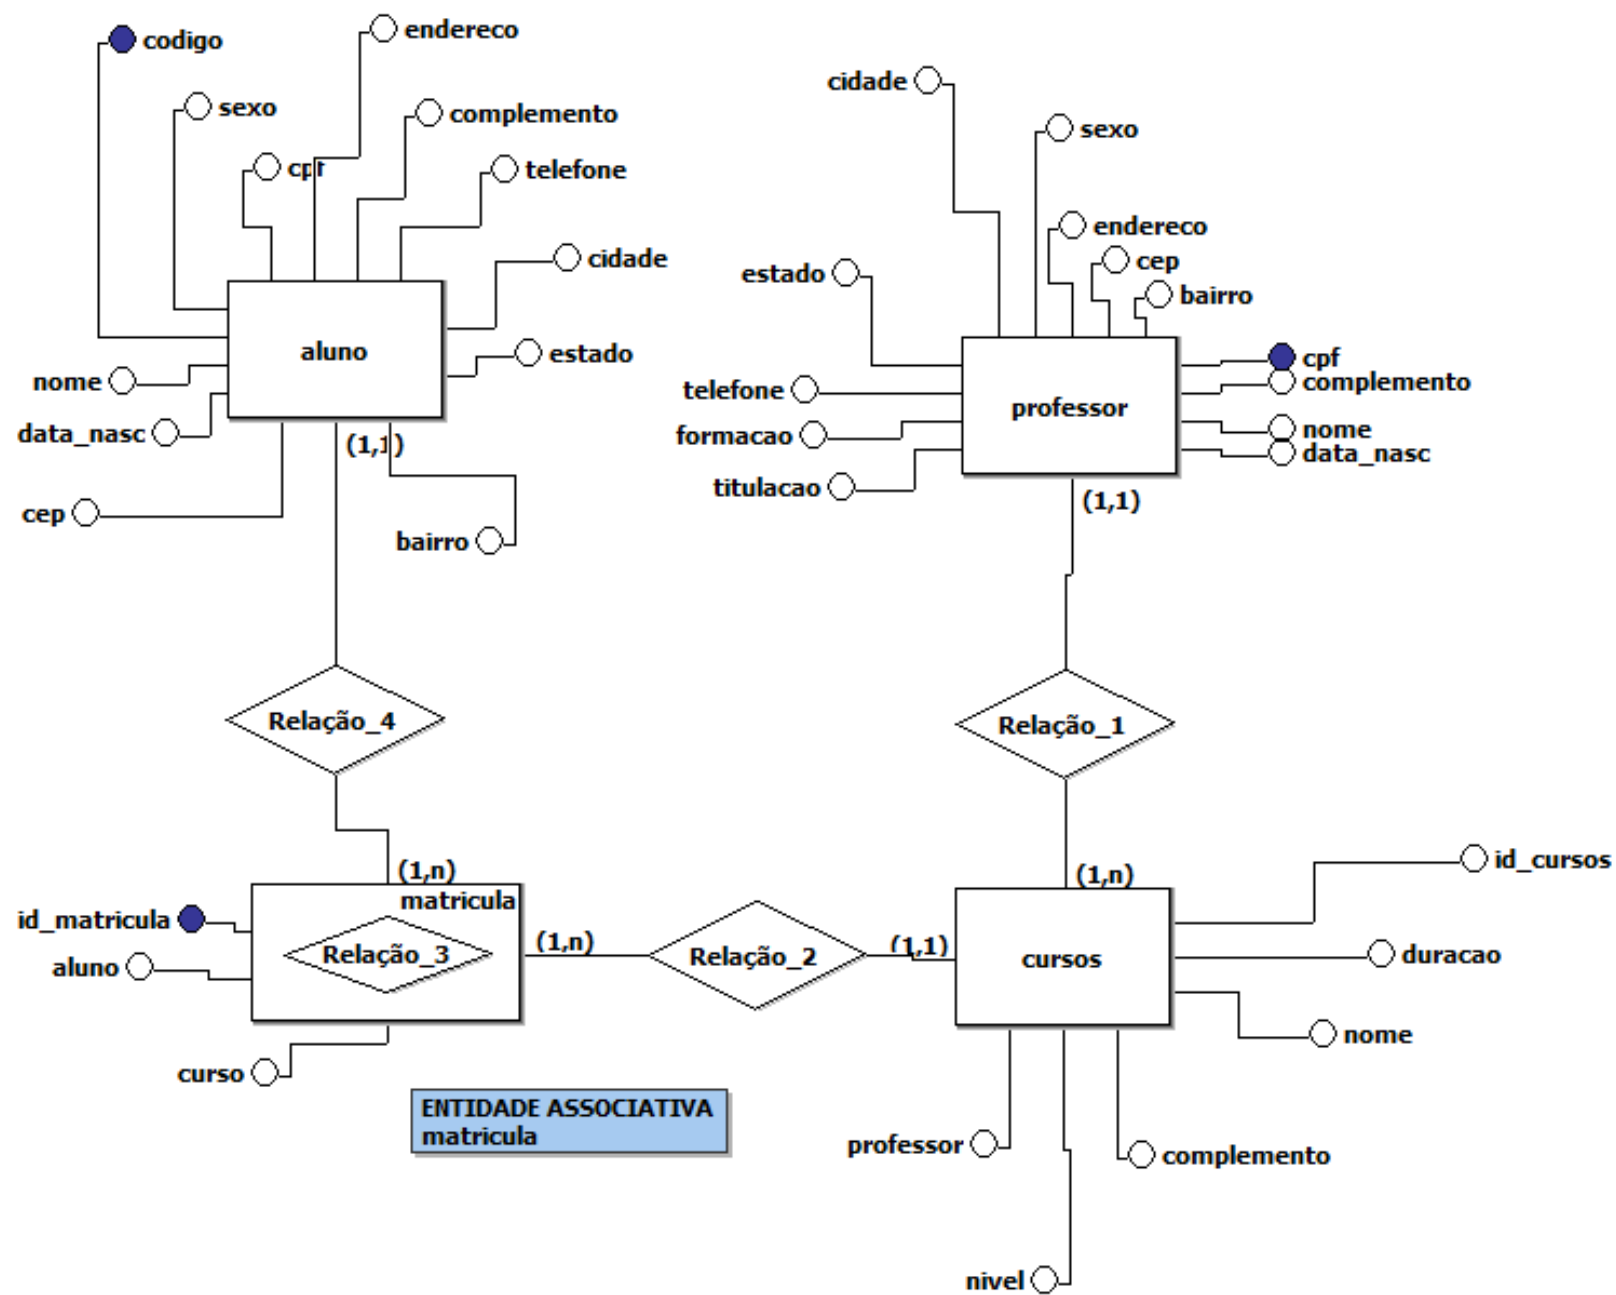 codigo
endereco
sexo
complemento
cpf
telefone
cidade
estado
aluno
nome
data_nasc
(1,1)
cep
bairro
cidade
sexo
endereco
cep
bairro
estado
cpf
complemento
telefone
professor
formacao
nome
data_nasc
titulacao
(1,1)
Relação_4
Relação_1
(1,n)
matricula
id_matricula
Relação_3
aluno
curso
(1,n)
Relação_2
(1,1)
(1,n)
cursos
id_cursos
duracao
nome
professor
complemento
nivel
ENTIDADE ASSOCIATIVA
matricula